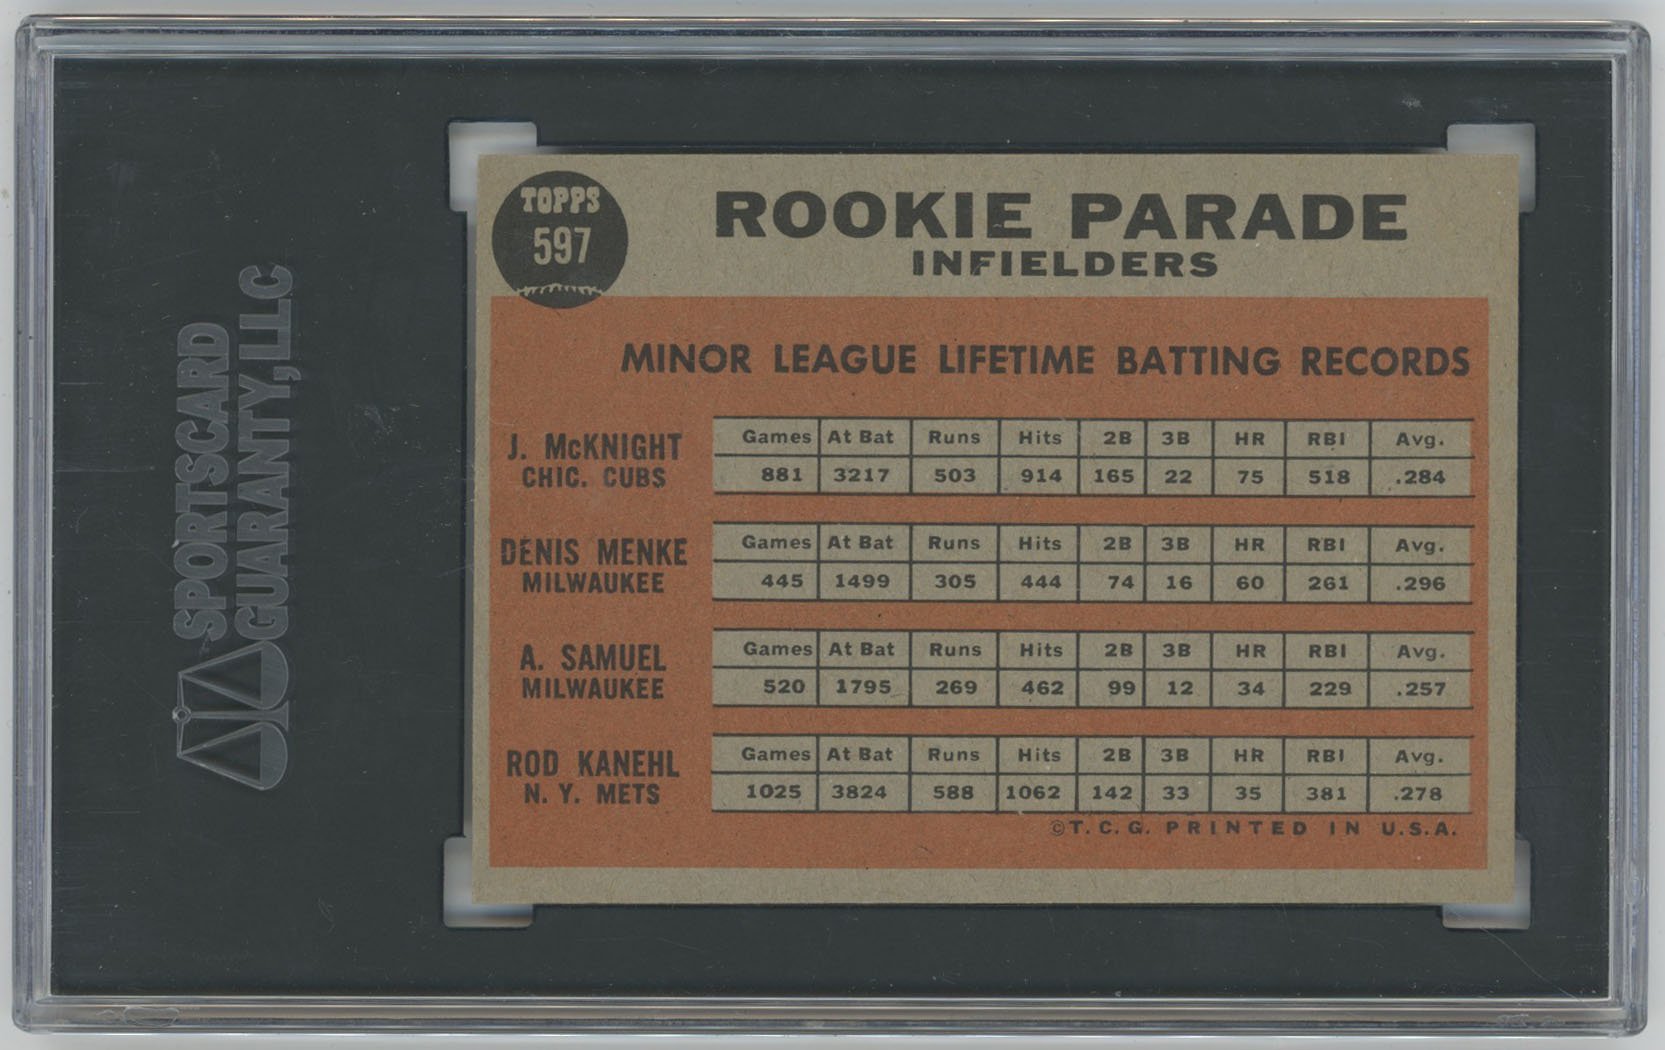 SPORTSCARD
GUARANTY,LLC
TOPPS
597
ROOKIE PARADE
INFIELDERS
MINOR LEAGUE LIFETIME BATTING RECORDS
J. McKNIGHT
CHIC. CUBS
Games At Bat Runs Hits 2B 3B HR RBI Avg.
881 3217 503 914 165 22 75 518 .284
DENIS MENKE
MILWAUKEE
Games At Bat Runs Hits 2B 3B HR RBI Avg.
445 1499 305 444 74 16 60 261 .296
A. SAMUEL
MILWAUKEE
Games At Bat Runs Hits 2B 3B HR RBI Avg.
520 1795 269 462 99 12 34 229 .257
ROD KANEHL
N. Y. METS
Games At Bat Runs Hits 2B 3B HR RBI Avg.
1025 3824 588 1062 142 33 35 381 .278
©T.C.G. PRINTED IN U.S.A.